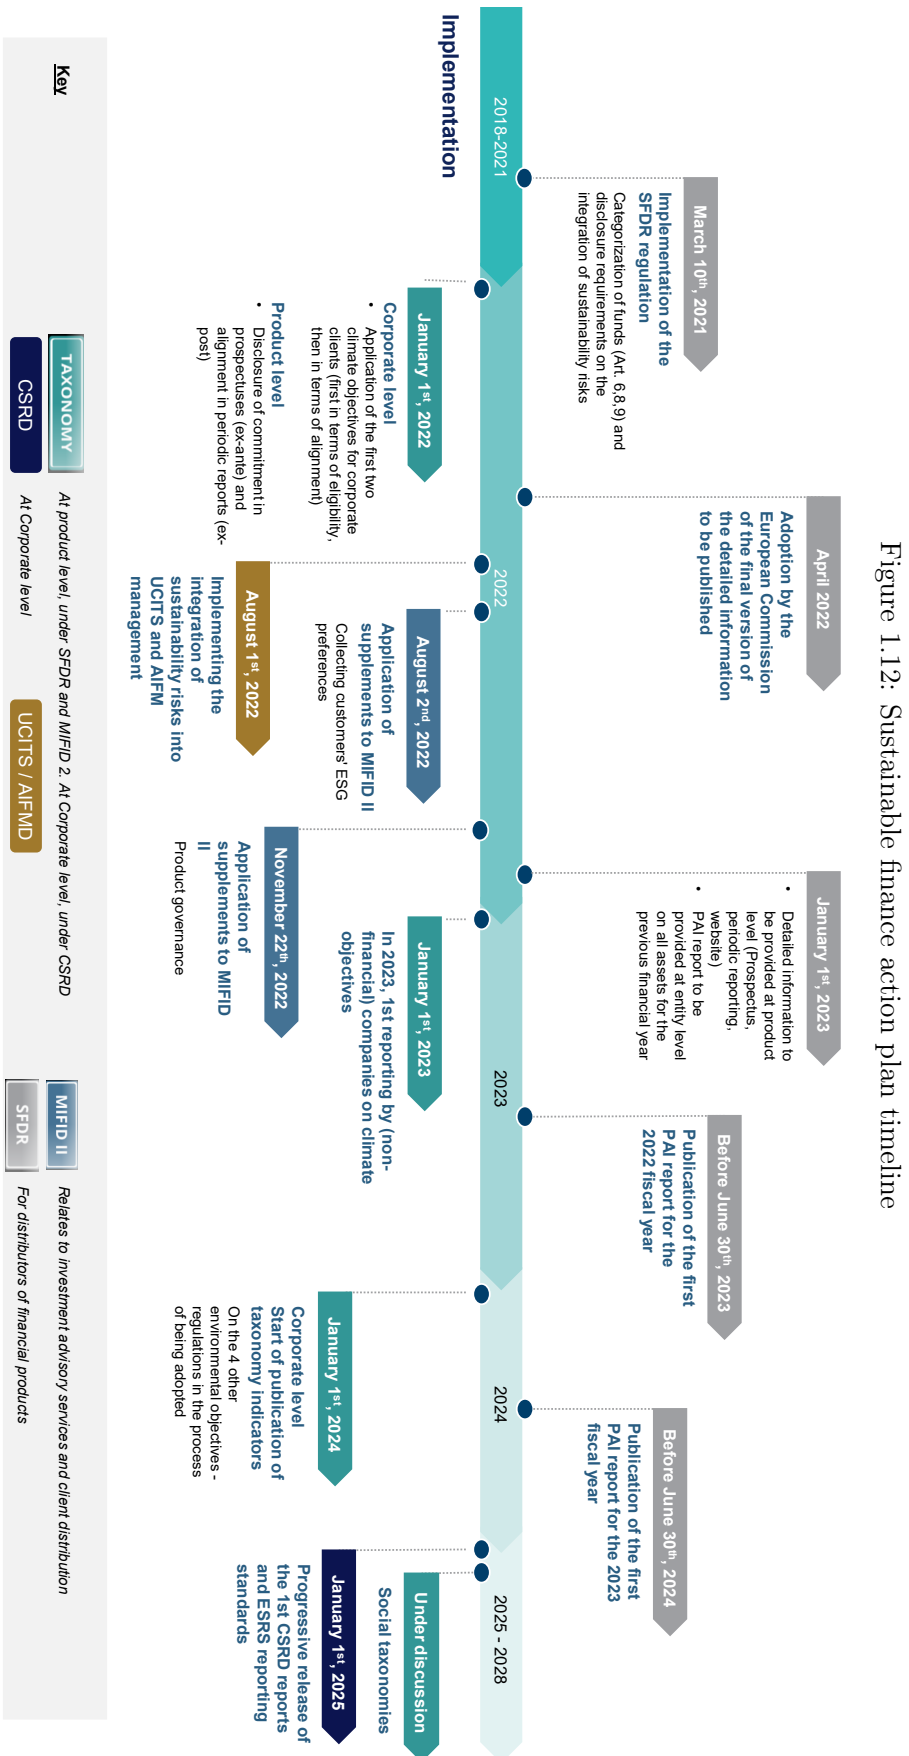 Figure 1.12: Sustainable finance action plan timeline
March 10th, 2021
Implementation of the
SFDR regulation
Categorization of funds (Art. 6,8,9) and
disclosure requirements on the
integration of sustainability risks
April 2022
Adoption by the
European Commission
of the final version of
the detailed information
to be published
January 1st, 2023
• Detailed information to
be provided at product
level (Prospectus,
periodic reporting,
website)
• PAI report to be
provided at entity level
on all assets for the
previous financial year
Before June 30th, 2023
Publication of the first
PAI report for the
2022 fiscal year
Before June 30th, 2024
Publication of the first
PAI report for the 2023
fiscal year
2018-2021
2022
2023
2024
2025 - 2028
Implementation
January 1st, 2022
Corporate level
• Application of the first two
climate objectives for corporate
clients (first in terms of eligibility,
then in terms of alignment)
Product level
• Disclosure of commitment in
prospectuses (ex-ante) and
alignment in periodic reports (ex-
post)
August 1st, 2022
Implementing the
integration of
sustainability risks into
UCITS and AIFM
management
August 2nd, 2022
Application of
supplements to MIFID II
Collecting customers' ESG
preferences
November 22th, 2022
Application of
supplements to MIFID
II
Product governance
January 1st, 2023
In 2023, 1st reporting by (non-
financial) companies on climate
objectives
January 1st, 2024
Corporate level
Start of publication of
taxonomy indicators
On the 4 other
environmental objectives -
regulations in the process
of being adopted
January 1st, 2025
Progressive release of
the 1st CSRD reports
and ESRS reporting
standards
Under discussion
Social taxonomies
Key
TAXONOMY
At product level, under SFDR and MIFID 2. At Corporate level, under CSRD
MIFID II
Relates to investment advisory services and client distribution
CSRD
At Corporate level
UCITS / AIFMD
SFDR
For distributors of financial products